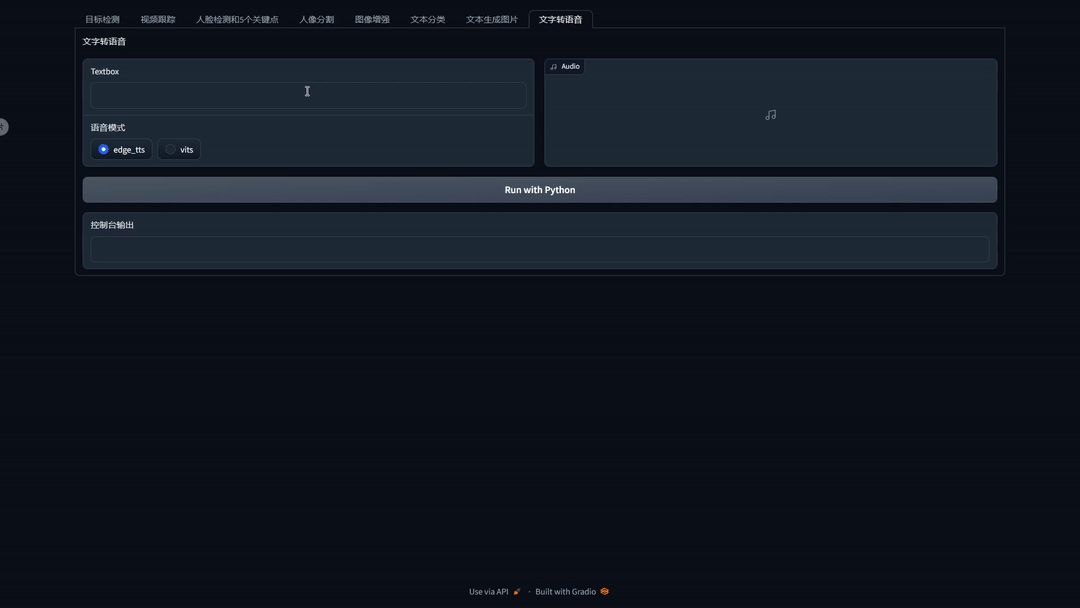 目标检测 视频跟踪 人脸检测和5个关键点 人像分割 图像增强 文本分类 文本生成图片 文字转语音
文字转语音
Textbox
Audio
语音模式
edge_tts vits
Run with Python
控制台输出
Use via API · Built with Gradio